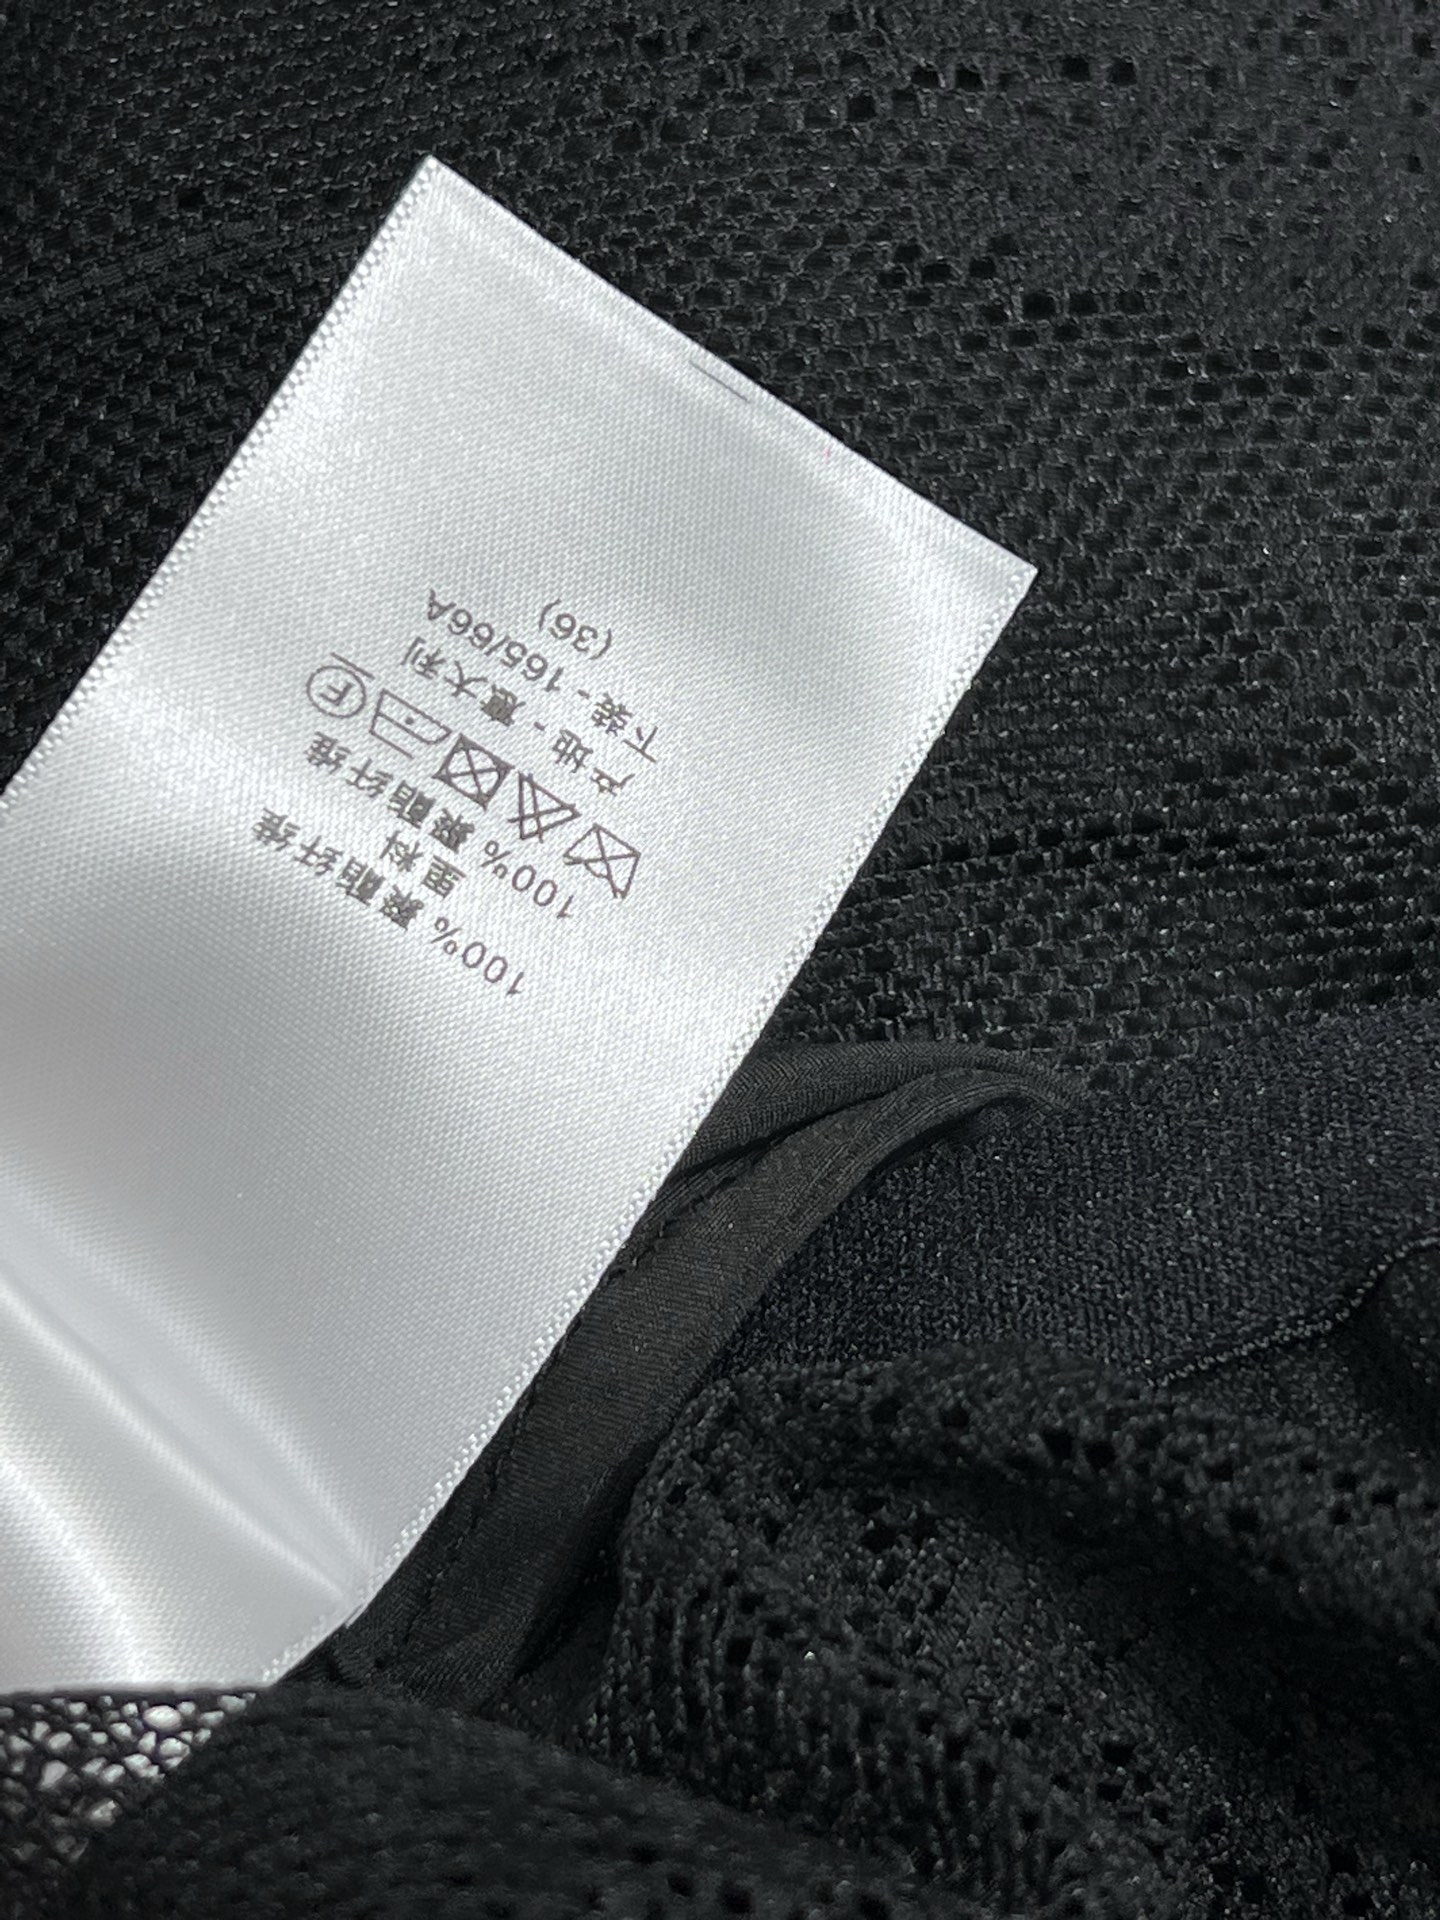 100% 聚酯纤维
里料
100% 聚酯纤维
F
产地 - 意大利
下装 - 165/66A
(36)